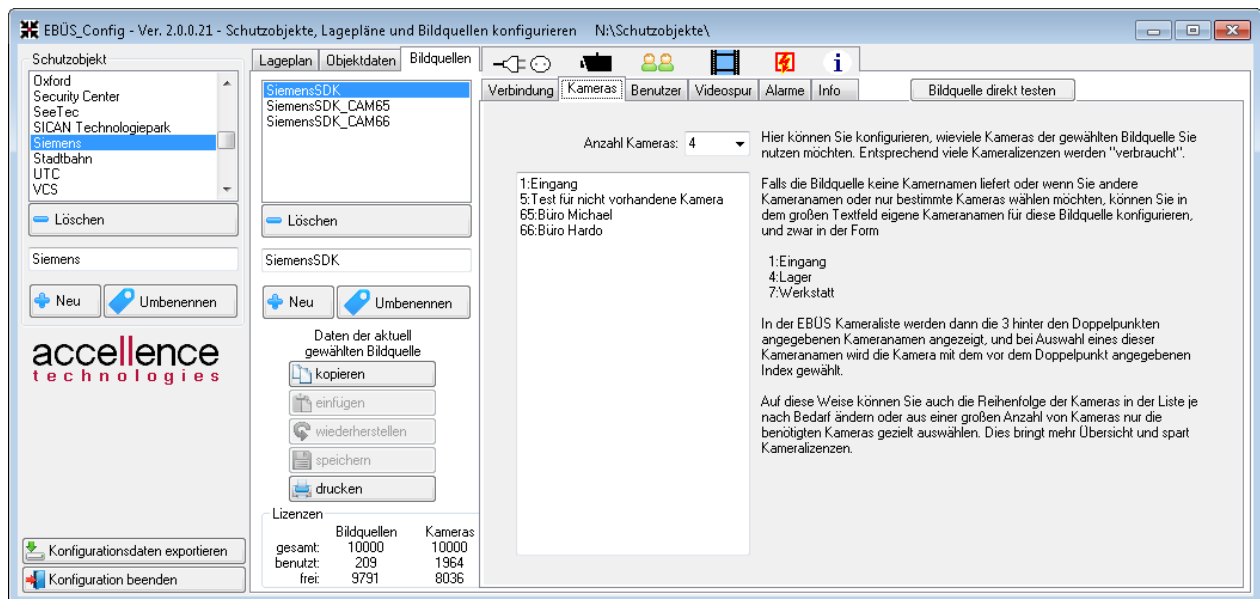 EBÜS_Config - Ver. 2.0.0.21 - Schutzobjekte, Lagepläne und Bildquellen konfigurieren N:\Schutzobjekte\
Schutzobjekt
Oxford
Security Center
SeeTec
SICAN Technologiepark
Siemens
Stadtbahn
UTC
VCS
Löschen
Siemens
Neu
Umbenennen
accellence
technologies
Konfigurationsdaten exportieren
Konfiguration beenden
Lageplan
Objektdaten
Bildquellen
SiemensSDK
SiemensSDK_CAM65
SiemensSDK_CAM66
Löschen
SiemensSDK
Neu
Umbenennen
Daten der aktuell
gewählten Bildquelle
kopieren
einfügen
wiederherstellen
speichern
drucken
Lizenzen
Bildquellen Kameras
gesamt: 10000 10000
benutzt: 209 1964
frei: 9791 8036
Verbindung
Kameras
Benutzer
Videospur
Alarme
Info
Bildquelle direkt testen
Anzahl Kameras: 4
1:Eingang
5:Test für nicht vorhandene Kamera
65:Büro Michael
66:Büro Hardo
Hier können Sie konfigurieren, wieviele Kameras der gewählten Bildquelle Sie
nutzen möchten. Entsprechend viele Kameralizenzen werden "verbraucht".
Falls die Bildquelle keine Kamernamen liefert oder wenn Sie andere
Kameranamen oder nur bestimmte Kameras wählen möchten, können Sie in
dem großen Textfeld eigene Kameranamen für diese Bildquelle konfigurieren,
und zwar in der Form
1:Eingang
4:Lager
7:Werkstatt
In der EBÜS Kameraliste werden dann die 3 hinter den Doppelpunkten
angegebenen Kameranamen angezeigt, und bei Auswahl eines dieser
Kameranamen wird die Kamera mit dem vor dem Doppelpunkt angegebenen
Index gewählt.
Auf diese Weise können Sie auch die Reihenfolge der Kameras in der Liste je
nach Bedarf ändern oder aus einer großen Anzahl von Kameras nur die
benötigten Kameras gezielt auswählen. Dies bringt mehr Übersicht und spart
Kameralizenzen.